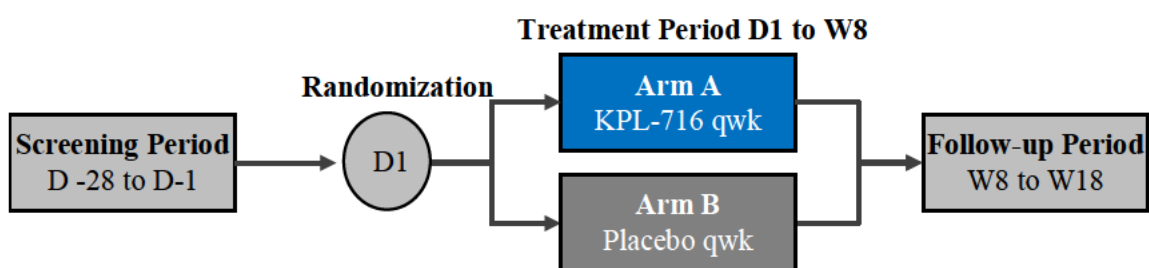 Treatment Period D1 to W8
Randomization
Screening Period
D -28 to D-1
D1
Arm A
KPL-716 qwk
Arm B
Placebo qwk
Follow-up Period
W8 to W18